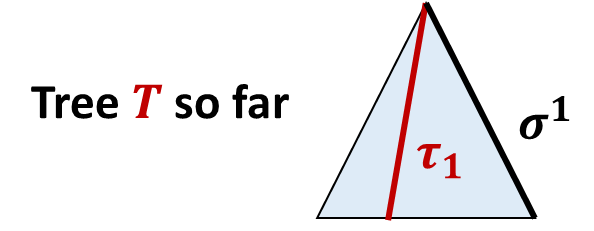 Tree T so far
σ¹
τ₁